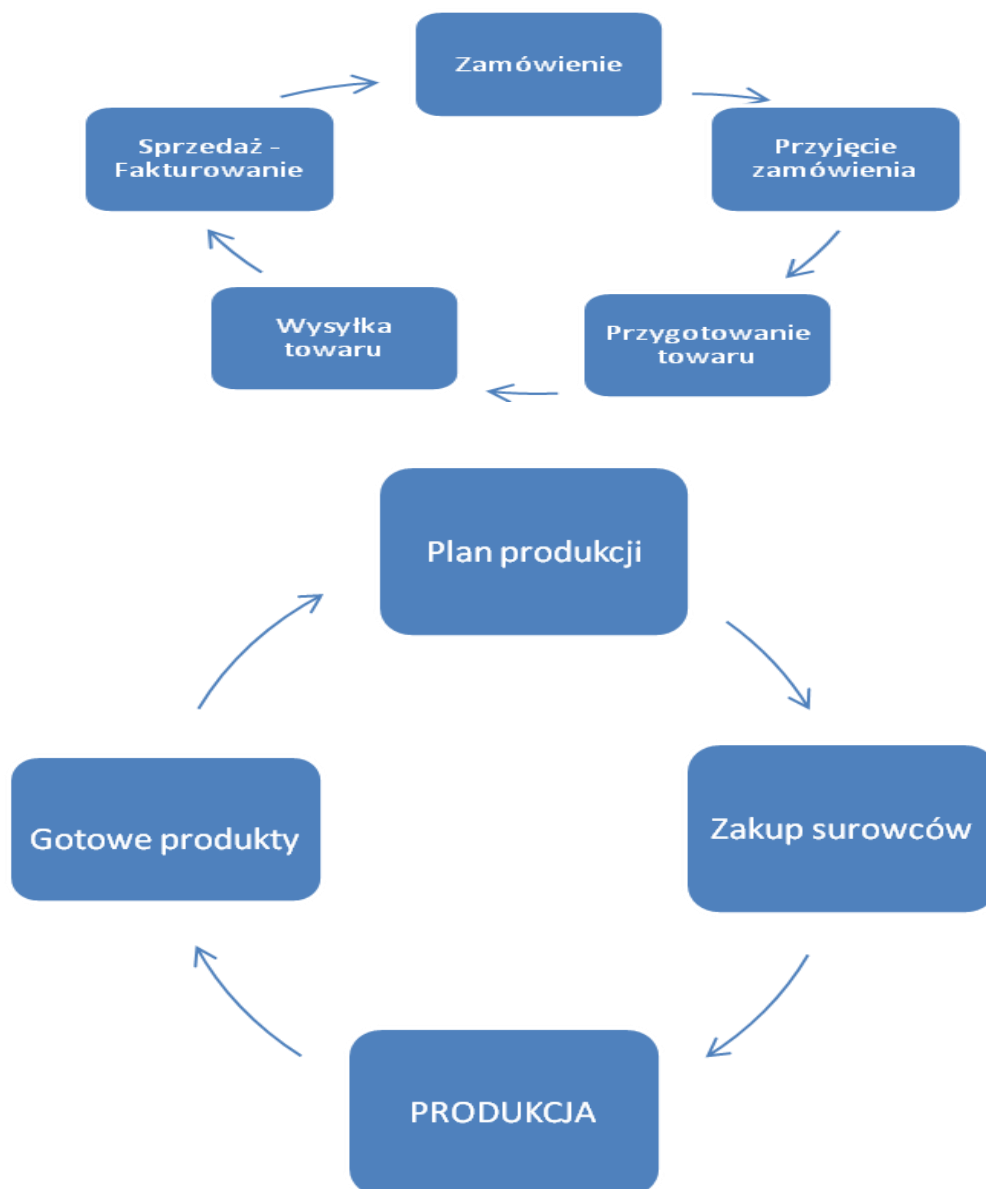 Zamówienie
Sprzedaż -
Fakturowanie
Przyjęcie
zamówienia
Wysyłka
towaru
Przygotowanie
towaru
Plan produkcji
Gotowe produkty
Zakup surowców
PRODUKCJA